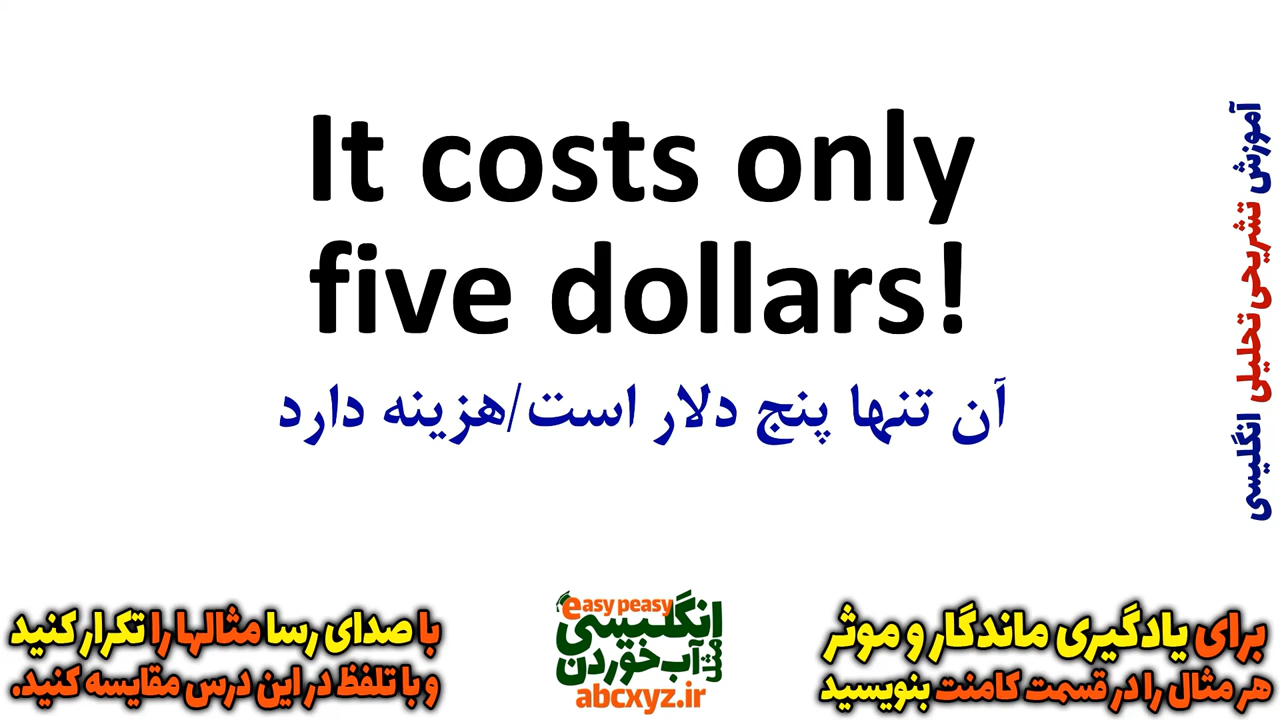 It costs only
five dollars!
آن تنها پنج دلار است/هزینه دارد
آموزش تشریحی تحلیلی انگلیسی
برای یادگیری ماندگار و موثر
هر مثال را در قسمت کامنت بنویسید
easy peasy
انگلیسی
مثل آب خوردن
abcxyz.ir
با صدای رسا مثالها را تکرار کنید
و با تلفظ در این درس مقایسه کنید.